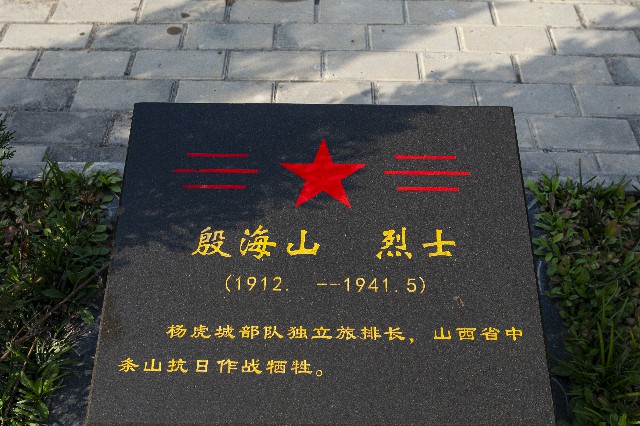 殷海山 烈士
(1912. --1941.5)
杨虎城部队独立旅排长，山西省中
条山抗日作战牺牲。